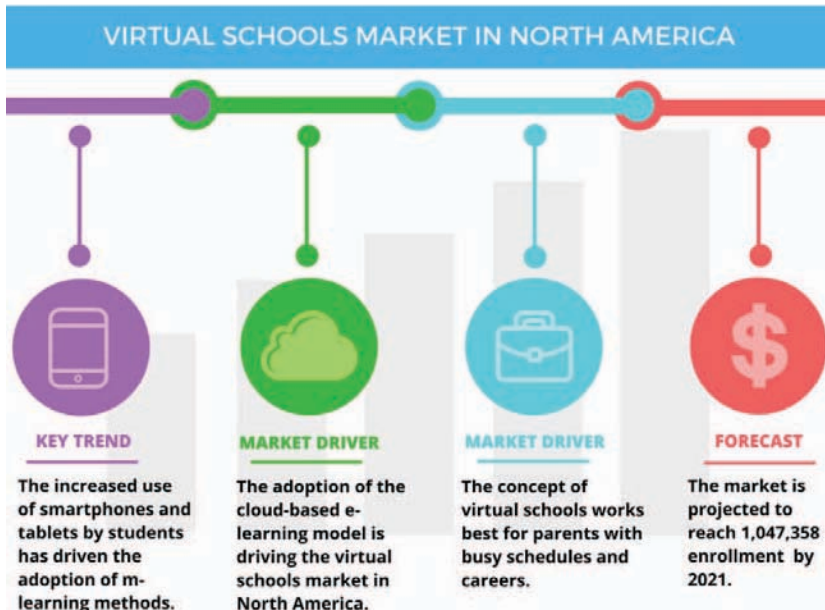 VIRTUAL SCHOOLS MARKET IN NORTH AMERICA
KEY TREND
The increased use
of smartphones and
tablets by students
has driven the
adoption of m-
learning methods.
MARKET DRIVER
The adoption of the
cloud-based e-
learning model is
driving the virtual
schools market in
North America.
MARKET DRIVER
The concept of
virtual schools works
best for parents with
busy schedules and
careers.
$
FORECAST
The market is
projected to
reach 1,047,358
enrollment by
2021.